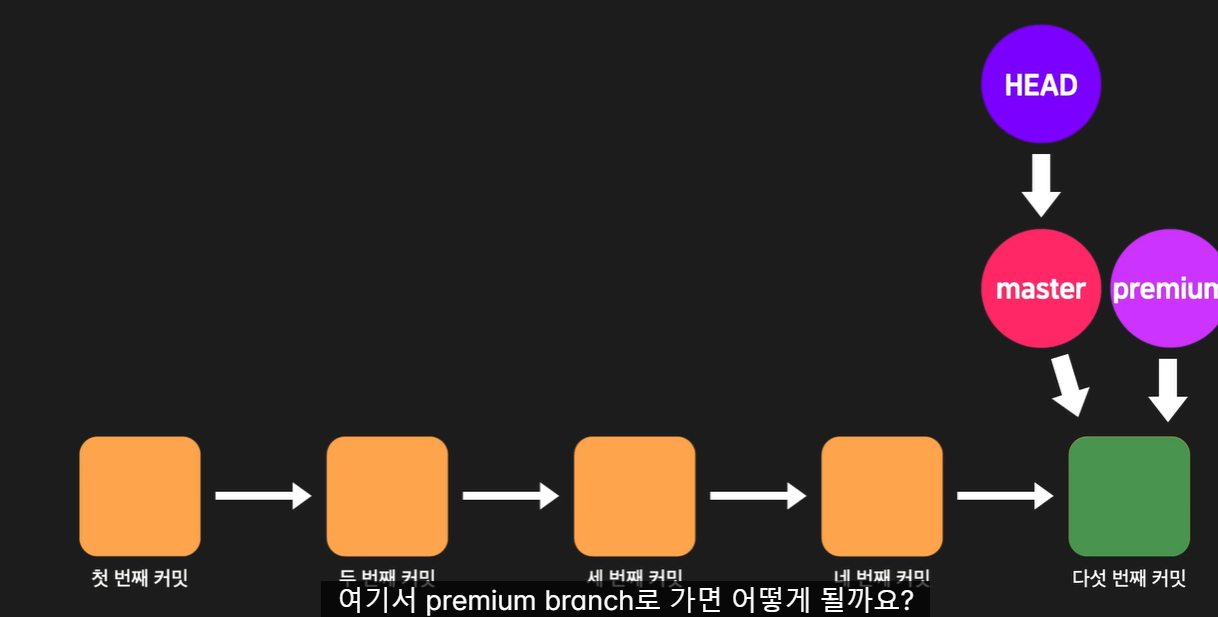 HEAD
master
premium
첫 번째 커밋
두 번째 커밋
세 번째 커밋
네 번째 커밋
다섯 번째 커밋
여기서 premium branch로 가면 어떻게 될까요?